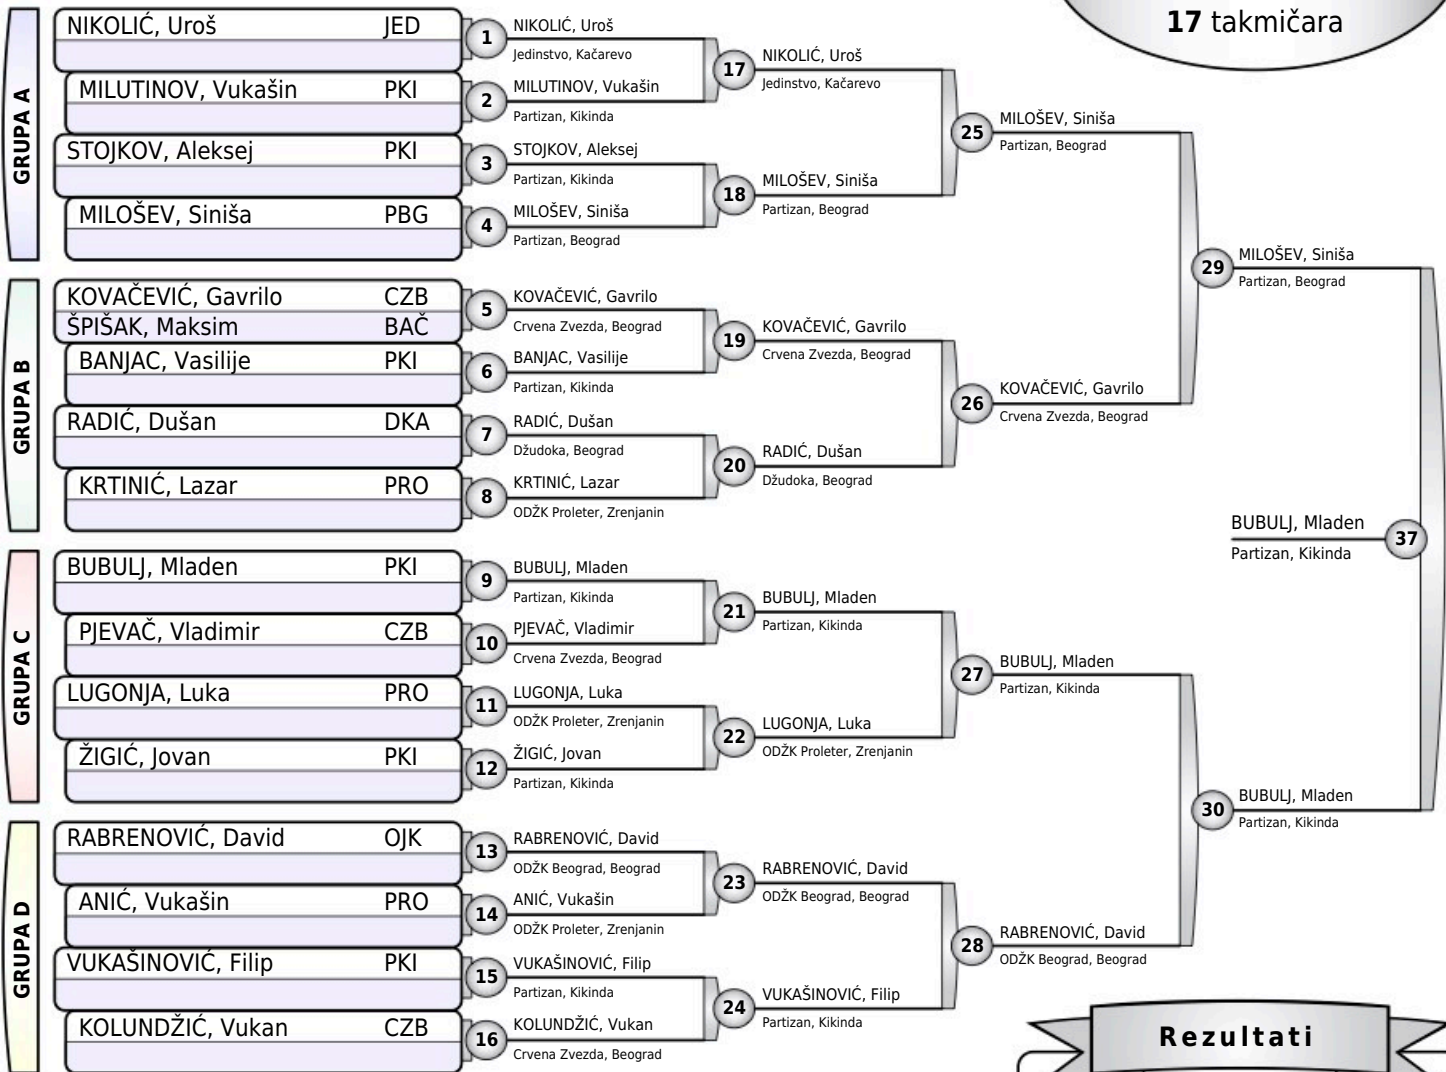 17 takmičara
GRUPA A
NIKOLIĆ, Uroš JED
MILUTINOV, Vukašin PKI
STOJKOV, Aleksej PKI
MILOŠEV, Siniša PBG
GRUPA B
KOVAČEVIĆ, Gavrilo CZB
ŠPIŠAK, Maksim BAČ
BANJAC, Vasilije PKI
RADIĆ, Dušan DKA
KRTINIĆ, Lazar PRO
GRUPA C
BUBULJ, Mladen PKI
PJEVAČ, Vladimir CZB
LUGONJA, Luka PRO
ŽIGIĆ, Jovan PKI
GRUPA D
RABRENOVIĆ, David OJK
ANIĆ, Vukašin PRO
VUKAŠINOVIĆ, Filip PKI
KOLUNDŽIĆ, Vukan CZB
1 NIKOLIĆ, Uroš
Jedinstvo, Kačarevo
2 MILUTINOV, Vukašin
Partizan, Kikinda
3 STOJKOV, Aleksej
Partizan, Kikinda
4 MILOŠEV, Siniša
Partizan, Beograd
5 KOVAČEVIĆ, Gavrilo
Crvena Zvezda, Beograd
6 BANJAC, Vasilije
Partizan, Kikinda
7 RADIĆ, Dušan
Džudoka, Beograd
8 KRTINIĆ, Lazar
ODŽK Proleter, Zrenjanin
9 BUBULJ, Mladen
Partizan, Kikinda
10 PJEVAČ, Vladimir
Crvena Zvezda, Beograd
11 LUGONJA, Luka
ODŽK Proleter, Zrenjanin
12 ŽIGIĆ, Jovan
Partizan, Kikinda
13 RABRENOVIĆ, David
ODŽK Beograd, Beograd
14 ANIĆ, Vukašin
ODŽK Proleter, Zrenjanin
15 VUKAŠINOVIĆ, Filip
Partizan, Kikinda
16 KOLUNDŽIĆ, Vukan
Crvena Zvezda, Beograd
17 NIKOLIĆ, Uroš
Jedinstvo, Kačarevo
18 MILOŠEV, Siniša
Partizan, Beograd
19 KOVAČEVIĆ, Gavrilo
Crvena Zvezda, Beograd
20 RADIĆ, Dušan
Džudoka, Beograd
21 BUBULJ, Mladen
Partizan, Kikinda
22 LUGONJA, Luka
ODŽK Proleter, Zrenjanin
23 RABRENOVIĆ, David
ODŽK Beograd, Beograd
24 VUKAŠINOVIĆ, Filip
Partizan, Kikinda
25 MILOŠEV, Siniša
Partizan, Beograd
26 KOVAČEVIĆ, Gavrilo
Crvena Zvezda, Beograd
27 BUBULJ, Mladen
Partizan, Kikinda
28 RABRENOVIĆ, David
ODŽK Beograd, Beograd
29 MILOŠEV, Siniša
Partizan, Beograd
30 BUBULJ, Mladen
Partizan, Kikinda
BUBULJ, Mladen 37
Partizan, Kikinda
Rezultati